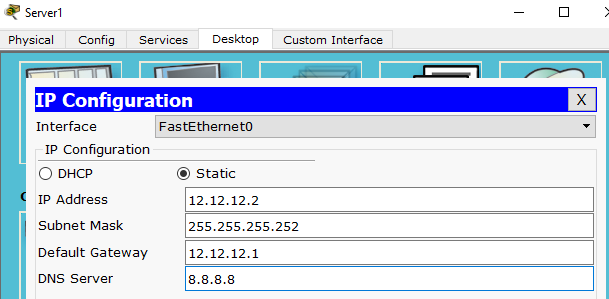 Server1
Physical Config Services Desktop Custom Interface
IP Configuration X
Interface FastEthernet0
IP Configuration
DHCP Static
IP Address 12.12.12.2
Subnet Mask 255.255.255.252
Default Gateway 12.12.12.1
DNS Server 8.8.8.8